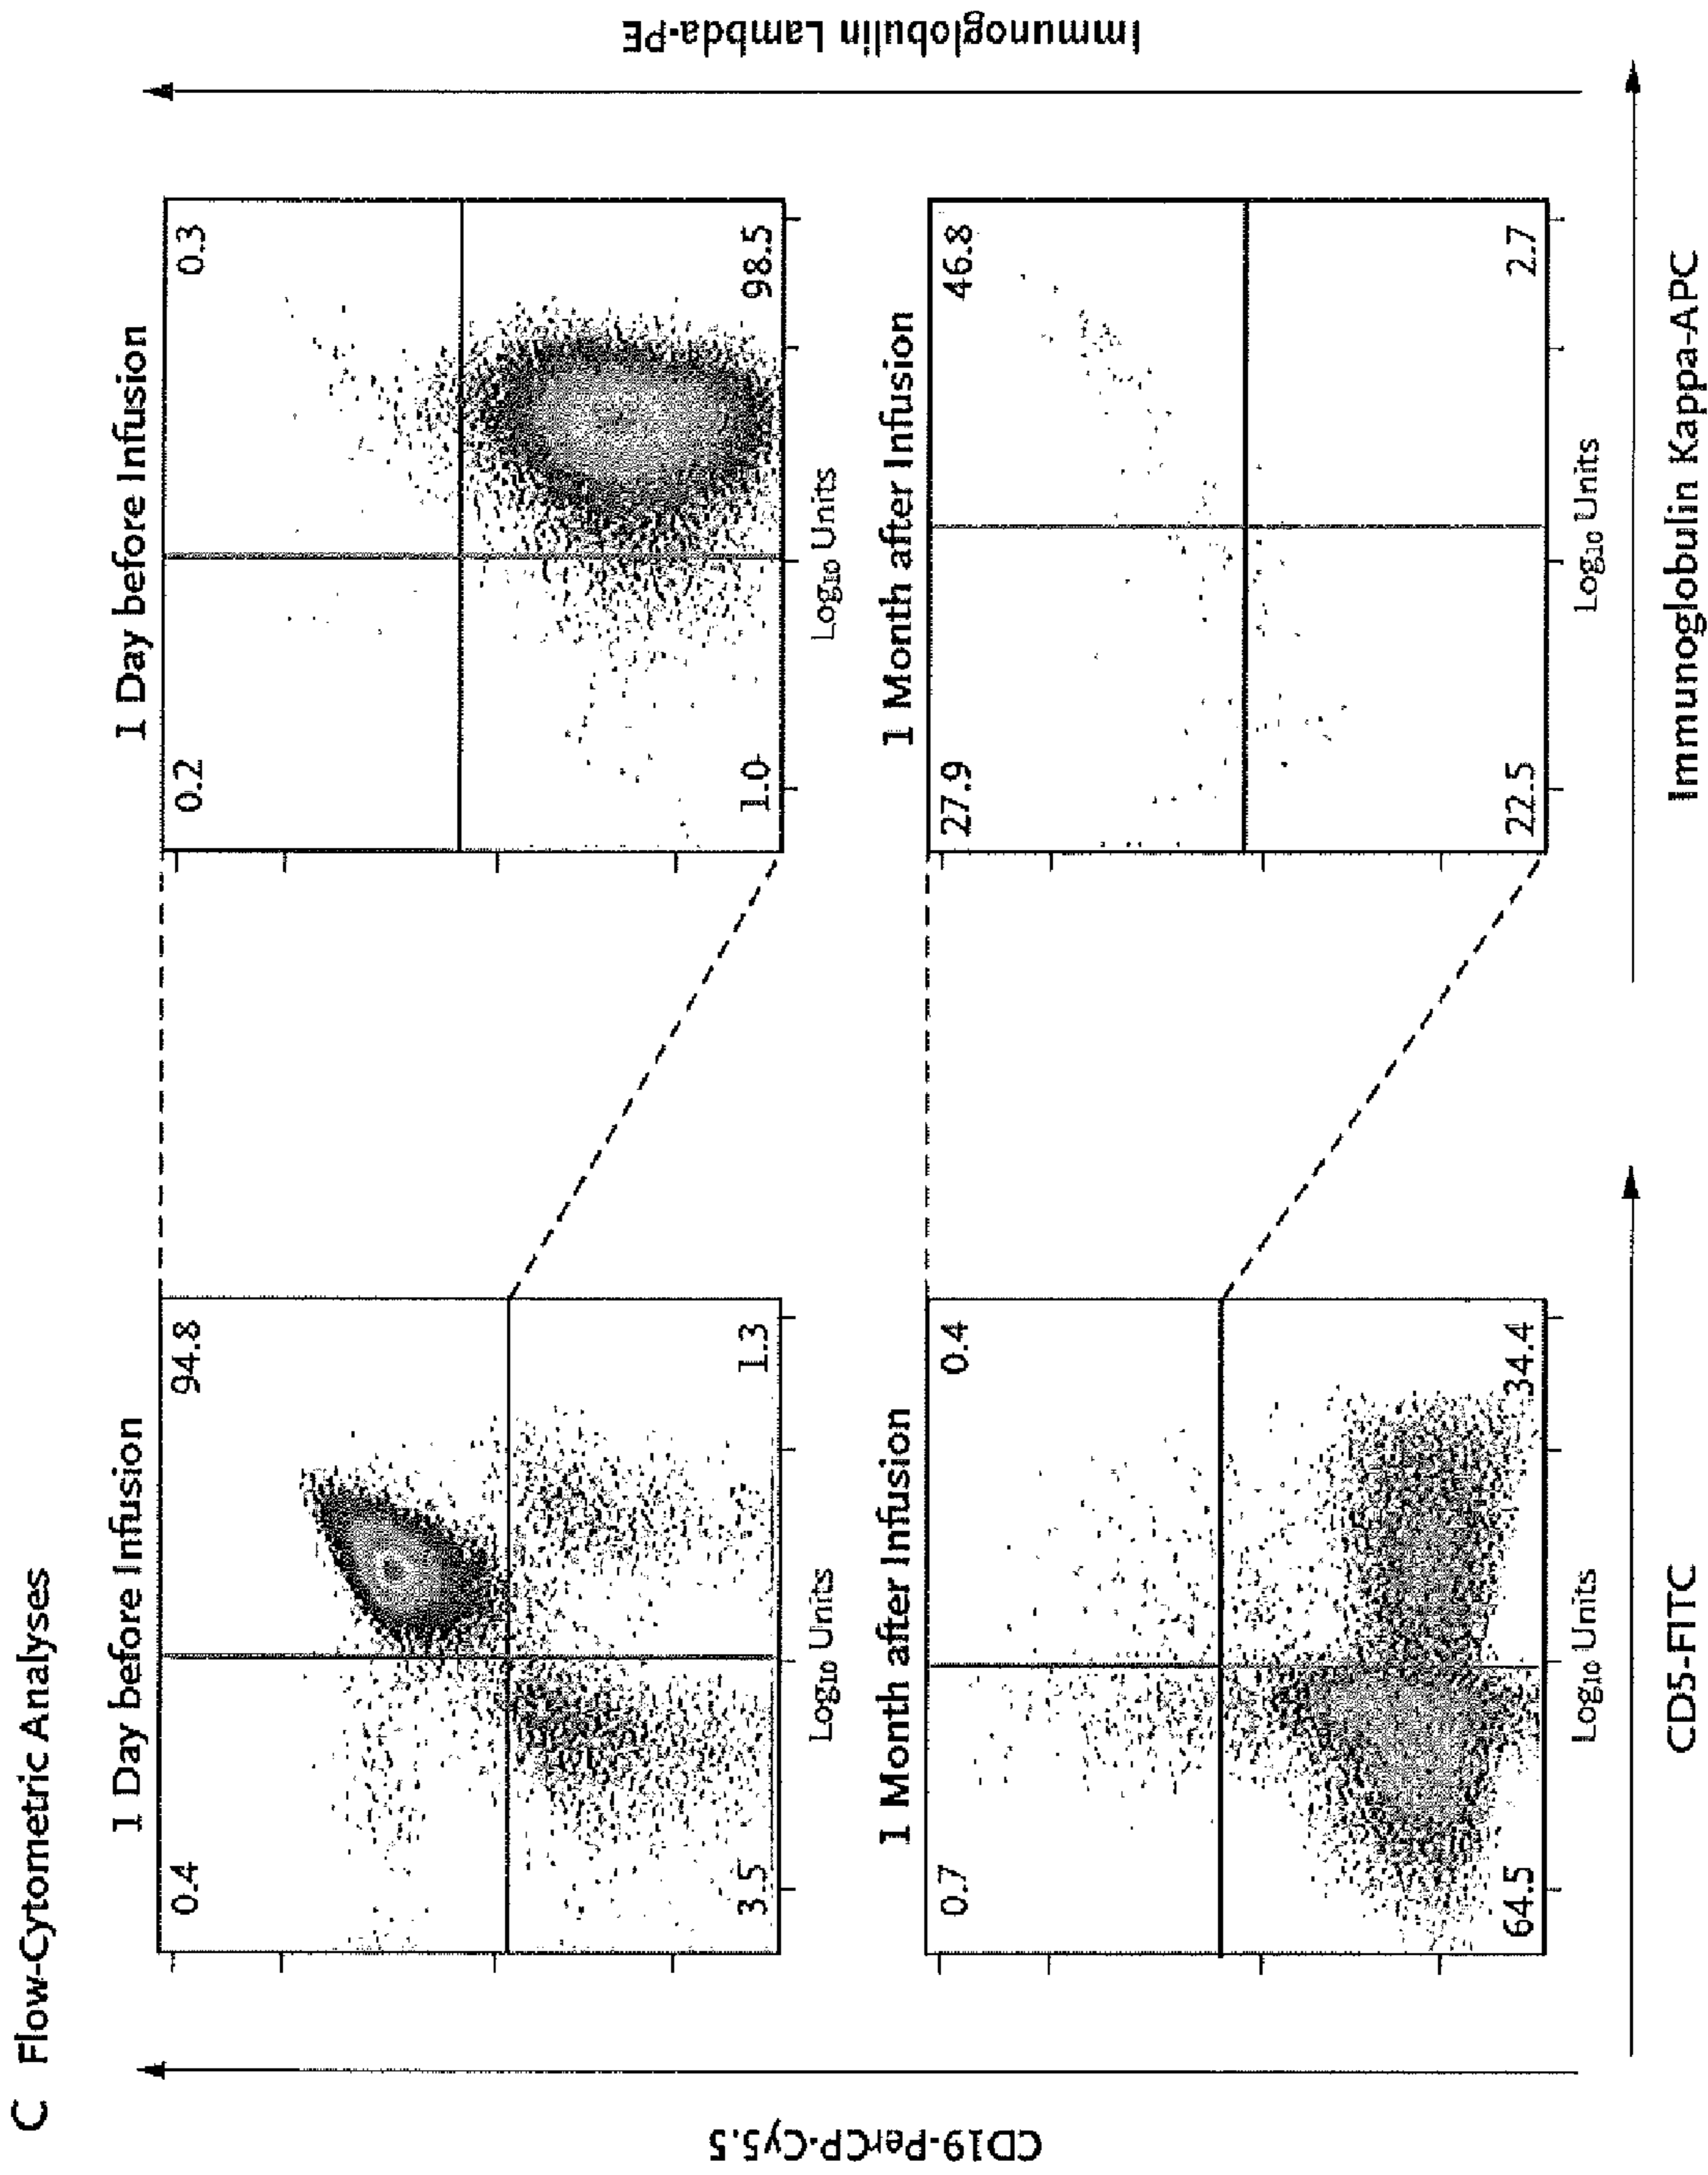 C Flow-Cytometric Analyses
1 Day before Infusion
0.4
94.8
3.5
1.3
Log10 Units
1 Day before Infusion
0.2
0.3
1.0
98.5
Log10 Units
1 Month after Infusion
0.7
0.4
64.5
34.4
Log10 Units
1 Month after Infusion
27.9
46.8
22.5
2.7
Log10 Units
CD19-PerCP-Cy5.5
CD5-FITC
Immunoglobulin Kappa-APC
Immunoglobulin Lambda-PE